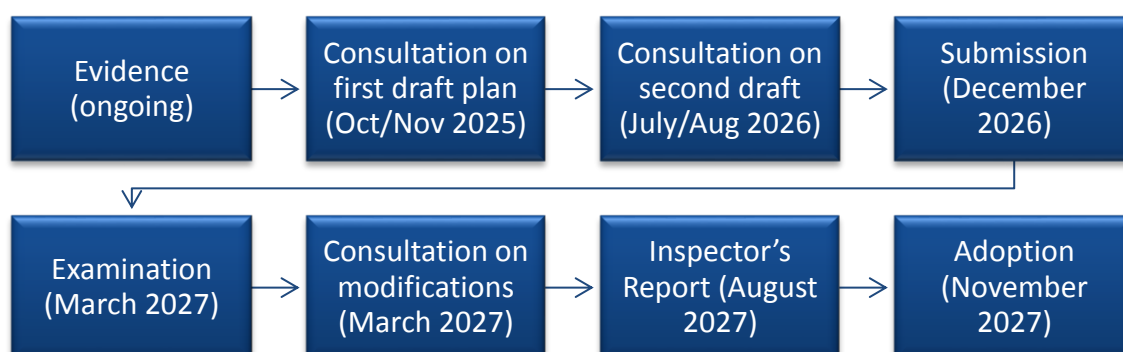 Evidence
(ongoing)
Consultation on
first draft plan
(Oct/Nov 2025)
Consultation on
second draft
(July/Aug 2026)
Submission
(December
2026)
Examination
(March 2027)
Consultation on
modifications
(March 2027)
Inspector’s
Report (August
2027)
Adoption
(November
2027)